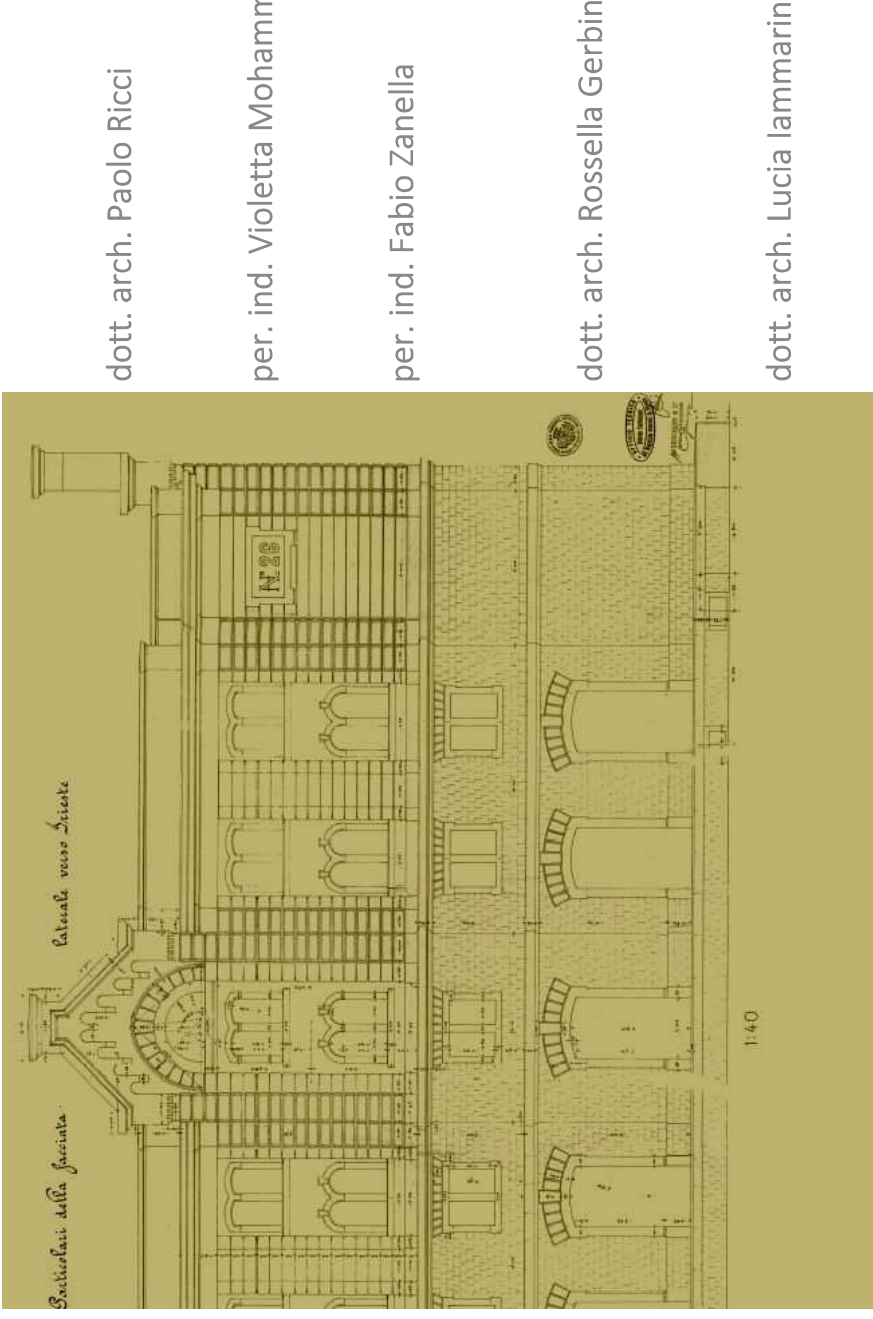 dott. arch. Paolo Ricci
per. ind. Violetta Mohamm
per. ind. Fabio Zanella
dott. arch. Rossella Gerbin
dott. arch. Lucia Iammarin
Particolari della facciata laterale verso Trieste
N.º 26
1:40